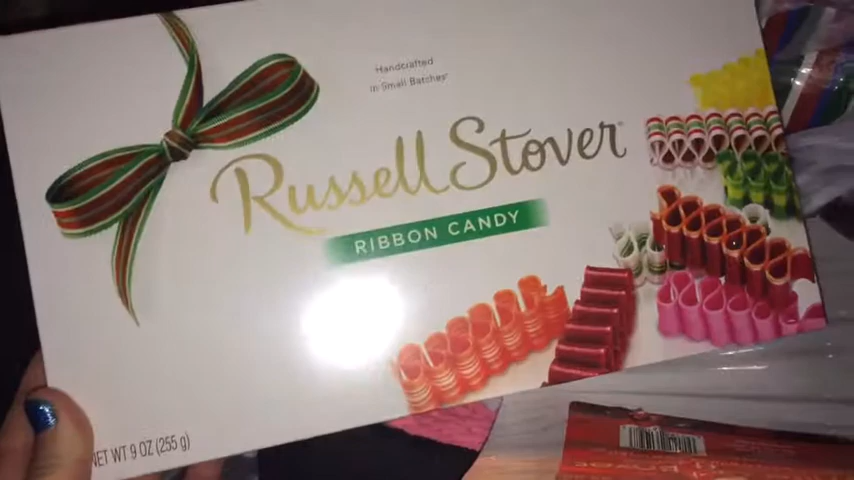 Handcrafted
in Small Batches
Russell Stover
RIBBON CANDY
NET WT 9 OZ (255 g)